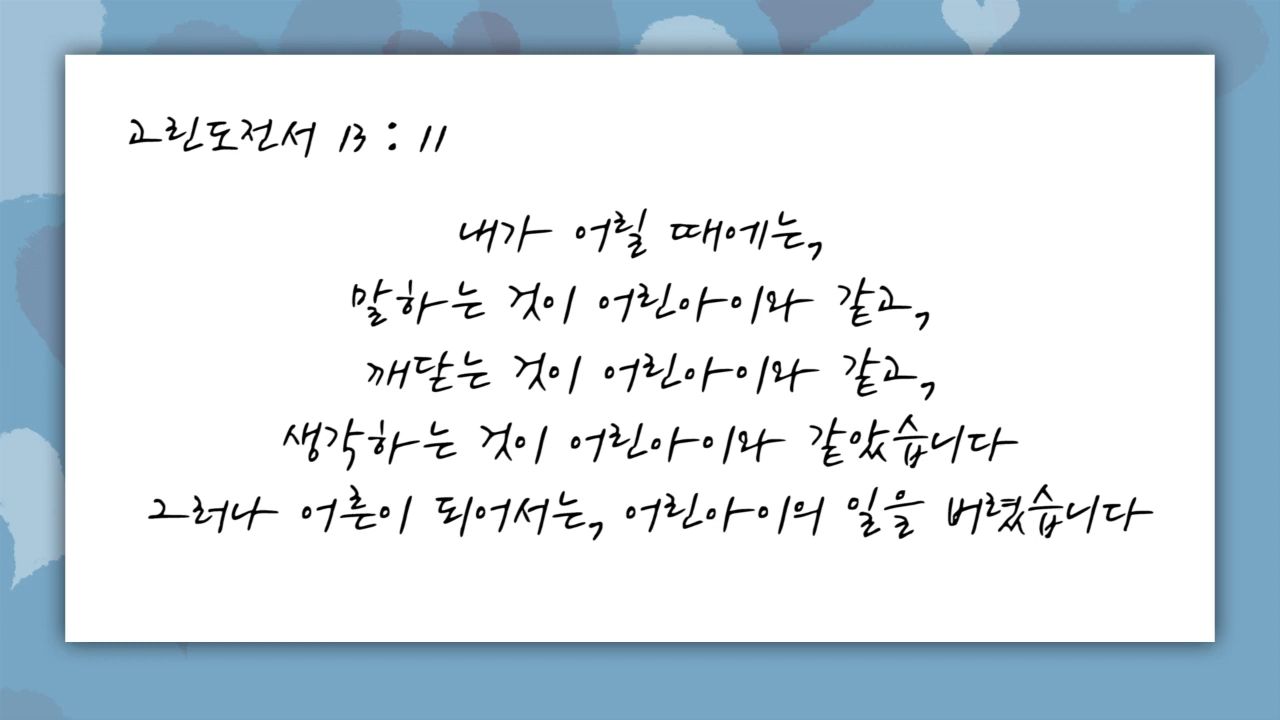 고린도전서 13 : 11
내가 어릴 때에는,
말하는 것이 어린아이와 같고,
깨닫는 것이 어린아이와 같고,
생각하는 것이 어린아이와 같았습니다
그러나 어른이 되어서는, 어린아이의 일을 버렸습니다